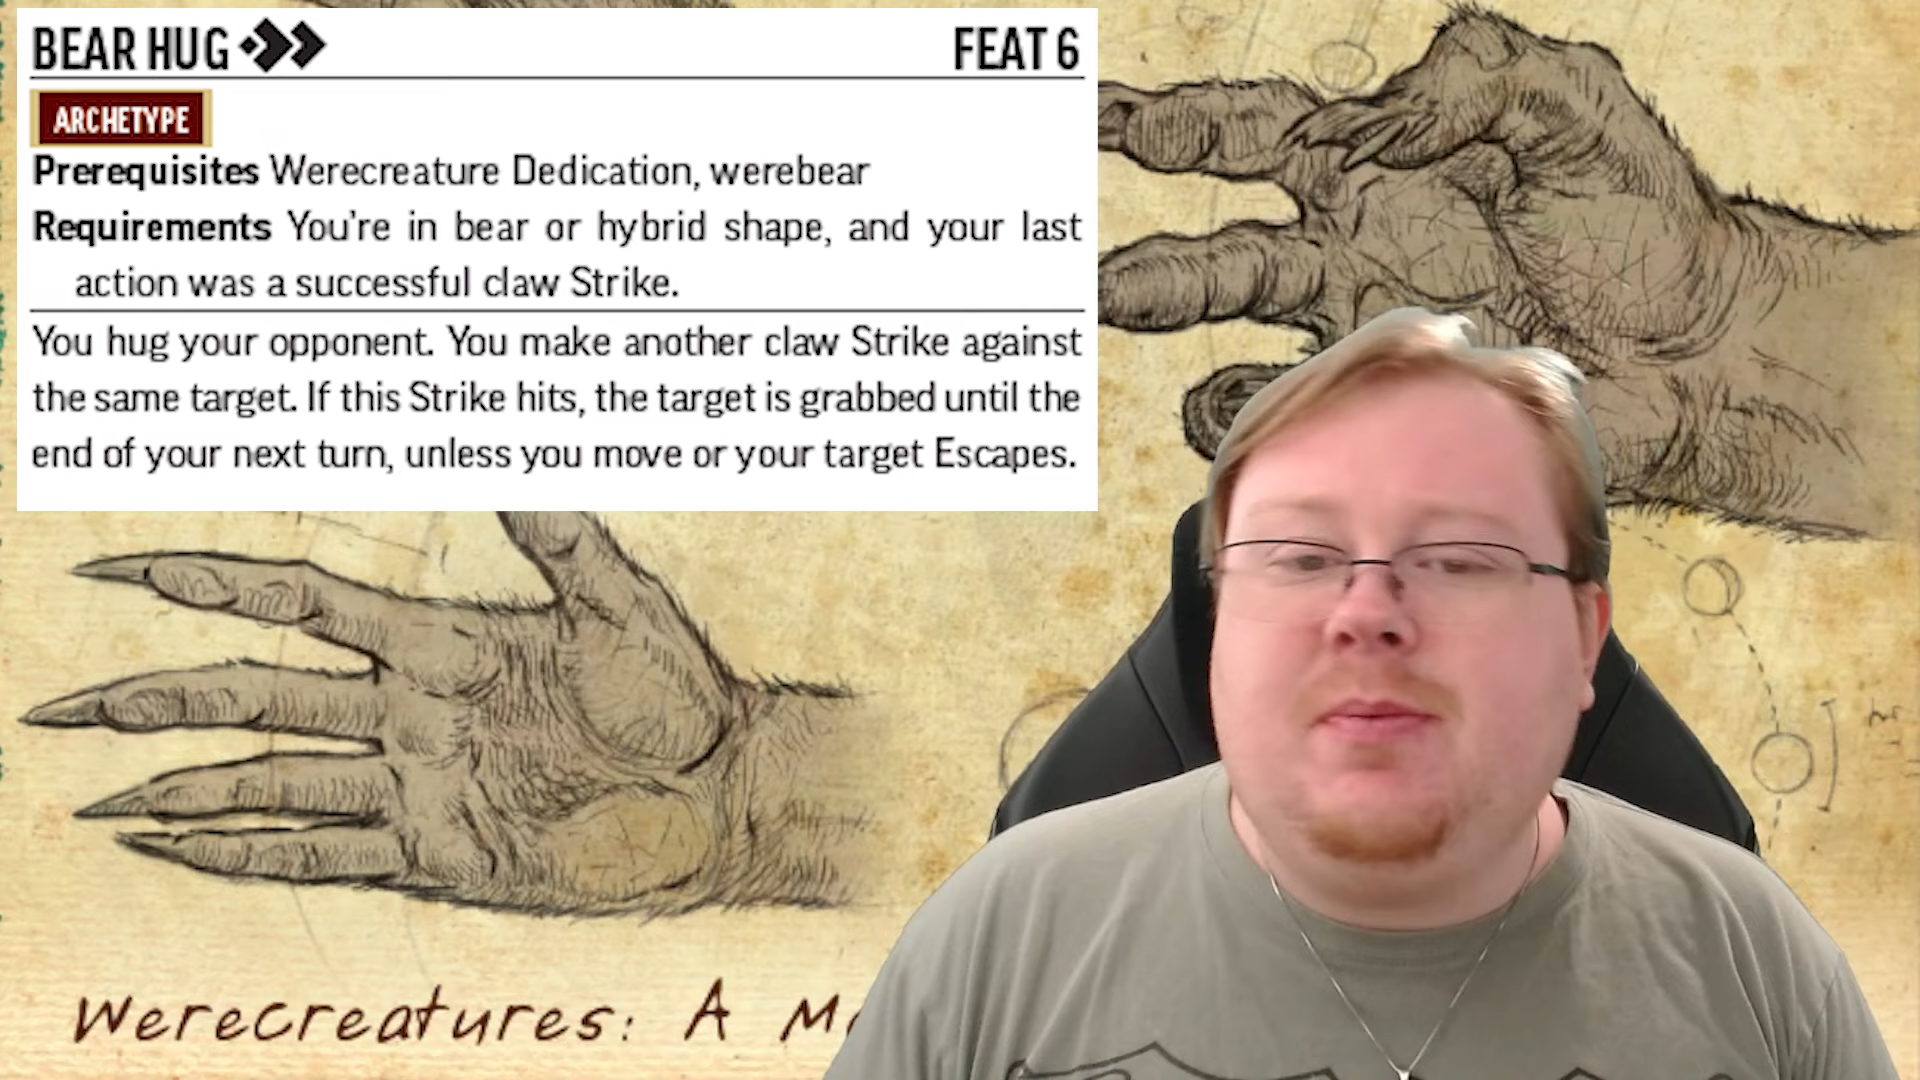 BEAR HUG
FEAT 6
ARCHETYPE
Prerequisites Werecreature Dedication, werebear
Requirements You're in bear or hybrid shape, and your last
action was a successful claw Strike.
You hug your opponent. You make another claw Strike against
the same target. If this Strike hits, the target is grabbed until the
end of your next turn, unless you move or your target Escapes.
Werecreatures: A